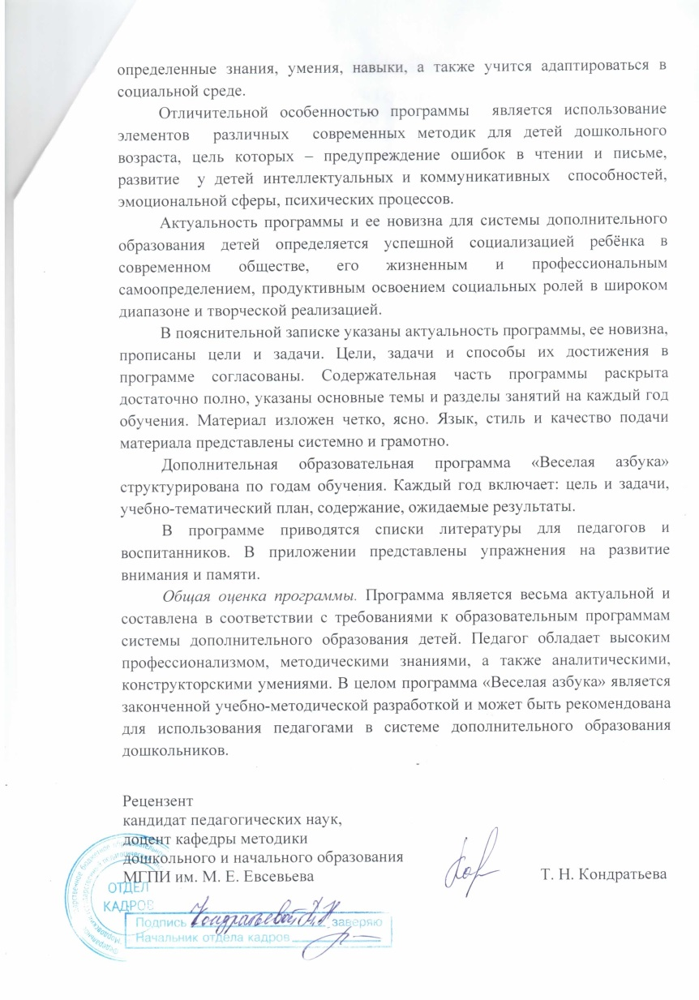 определенные знания, умения, навыки, а также учится адаптироваться в
социальной среде.
Отличительной особенностью программы является использование
элементов различных современных методик для детей дошкольного
возраста, цель которых – предупреждение ошибок в чтении и письме,
развитие у детей интеллектуальных и коммуникативных способностей,
эмоциональной сферы, психических процессов.
Актуальность программы и ее новизна для системы дополнительного
образования детей определяется успешной социализацией ребёнка в
современном обществе, его жизненным и профессиональным
самоопределением, продуктивным освоением социальных ролей в широком
диапазоне и творческой реализацией.
В пояснительной записке указаны актуальность программы, ее новизна,
прописаны цели и задачи. Цели, задачи и способы их достижения в
программе согласованы. Содержательная часть программы раскрыта
достаточно полно, указаны основные темы и разделы занятий на каждый год
обучения. Материал изложен четко, ясно. Язык, стиль и качество подачи
материала представлены системно и грамотно.
Дополнительная образовательная программа «Веселая азбука»
структурирована по годам обучения. Каждый год включает: цель и задачи,
учебно-тематический план, содержание, ожидаемые результаты.
В программе приводятся списки литературы для педагогов и
воспитанников. В приложении представлены упражнения на развитие
внимания и памяти.
Общая оценка программы. Программа является весьма актуальной и
составлена в соответствии с требованиями к образовательным программам
системы дополнительного образования детей. Педагог обладает высоким
профессионализмом, методическими знаниями, а также аналитическими,
конструкторскими умениями. В целом программа «Веселая азбука» является
законченной учебно-методической разработкой и может быть рекомендована
для использования педагогами в системе дополнительного образования
дошкольников.
Рецензент
кандидат педагогических наук,
доцент кафедры методики
дошкольного и начального образования
МГПИ им. М. Е. Евсевьева Т. Н. Кондратьева
ОТДЕЛ
КАДРОВ
Подпись Кондратьевой Т.Н. заверяю
Начальник отдела кадров